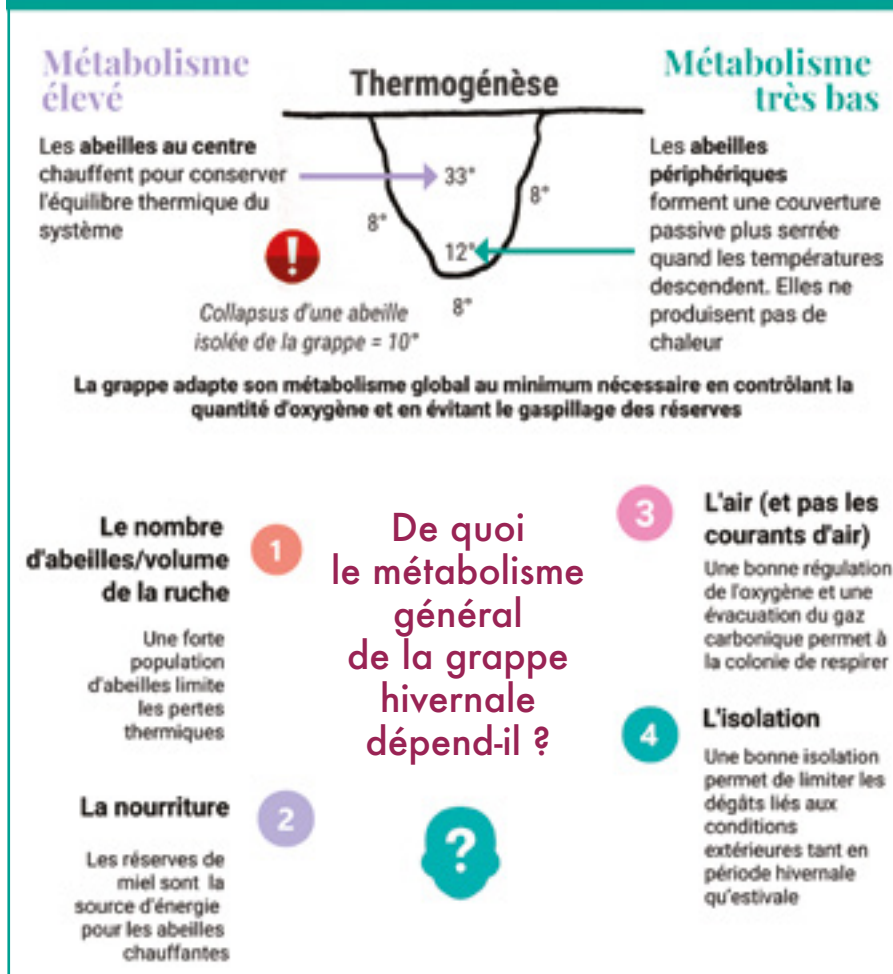 Métabolisme
élevé
Les abeilles au centre
chauffent pour conserver
l'équilibre thermique du
système
Thermogénèse
33°
8°
8°
12°
8°
Collapsus d'une abeille
isolée de la grappe = 10°
Métabolisme
très bas
Les abeilles
périphériques
forment une couverture
passive plus serrée
quand les températures
descendent. Elles ne
produisent pas de
chaleur
La grappe adapte son métabolisme global au minimum nécessaire en contrôlant la
quantité d'oxygène et en évitant le gaspillage des réserves
De quoi
le métabolisme
général
de la grappe
hivernale
dépend-il ?
?
Le nombre
d'abeilles/volume
de la ruche
1
Une forte
population
d'abeilles limite
les pertes
thermiques
La nourriture
2
Les réserves de
miel sont la
source d'énergie
pour les abeilles
chauffantes
3
L'air (et pas les
courants d'air)
Une bonne régulation
de l'oxygène et une
évacuation du gaz
carbonique permet à
la colonie de respirer
4
L'isolation
Une bonne isolation
permet de limiter les
dégâts liés aux
conditions
extérieures tant en
période hivernale
qu'estivale